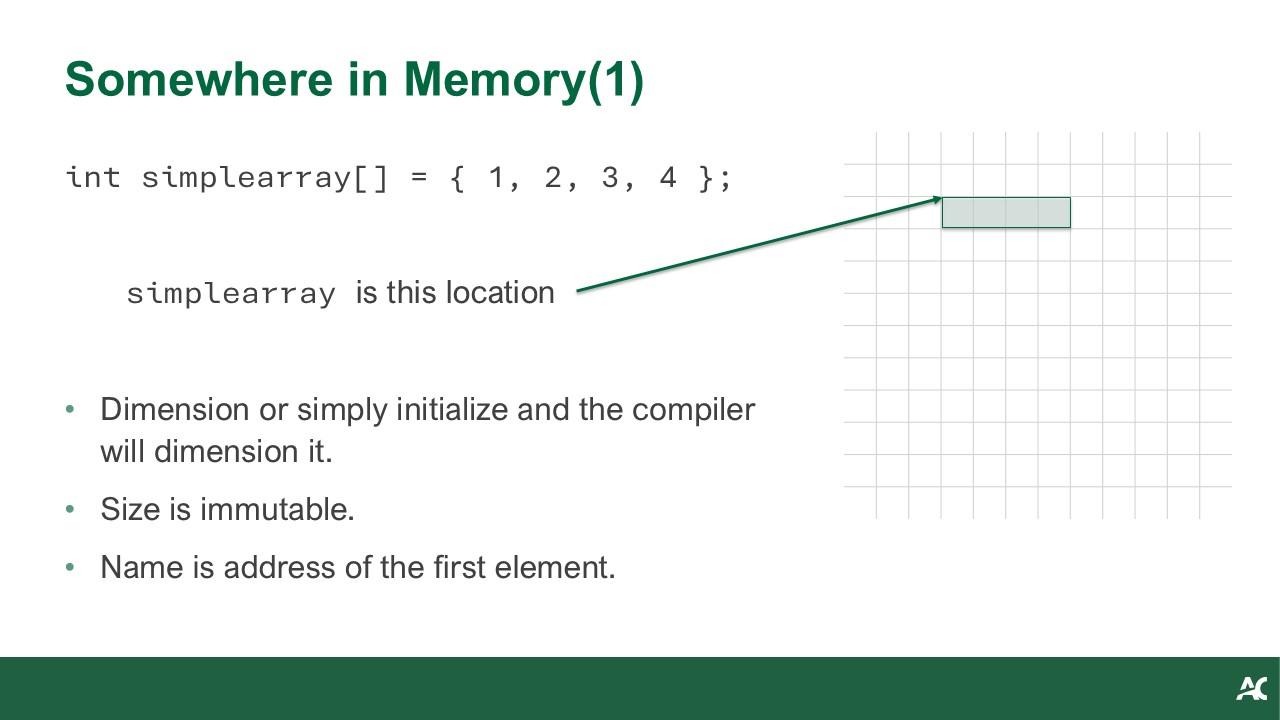 Somewhere in Memory(1)
int simplearray[] = { 1, 2, 3, 4 };
simplearray is this location
• Dimension or simply initialize and the compiler
will dimension it.
• Size is immutable.
• Name is address of the first element.
AC